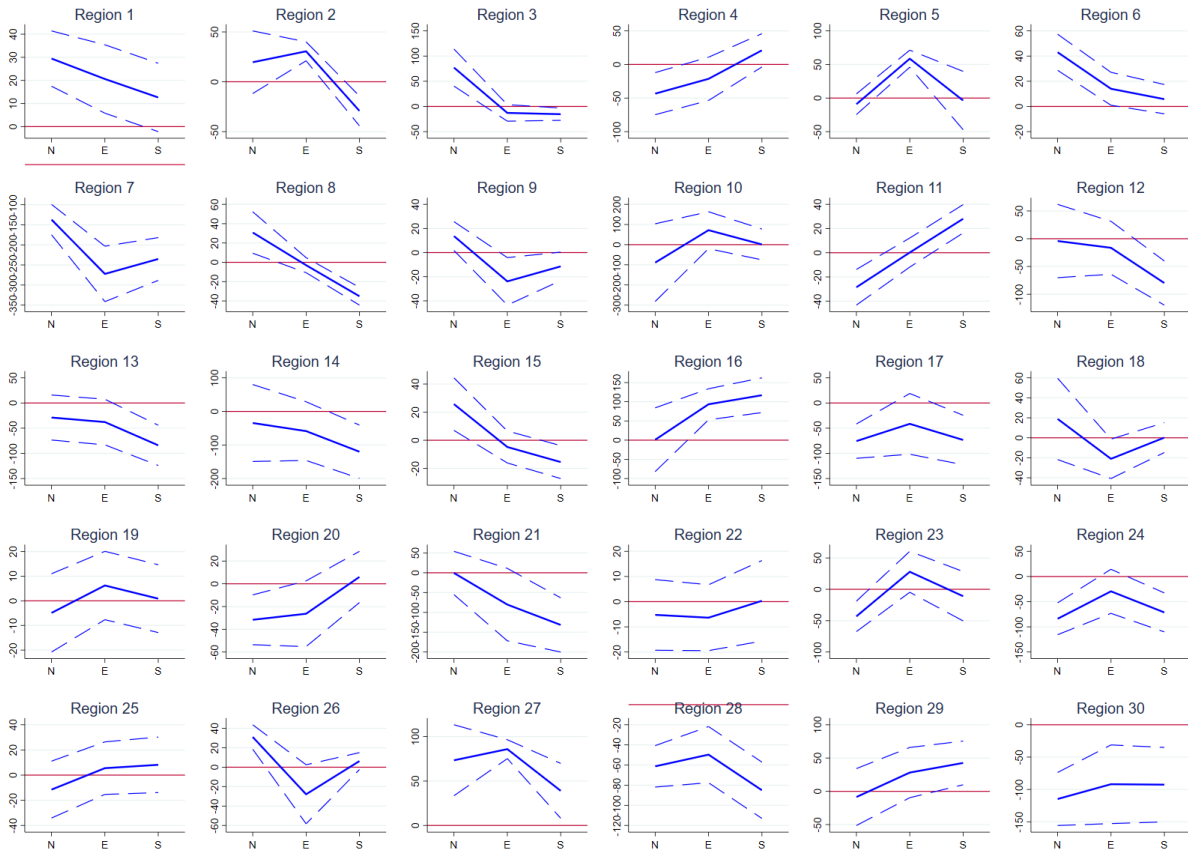 Region 1
0 10 20 30 40
N E S
Region 2
-50 0 50
N E S
Region 3
-50 0 50 100 150
N E S
Region 4
-100 -50 0 50
N E S
Region 5
-50 0 50 100
N E S
Region 6
-20 0 20 40 60
N E S
Region 7
-350 -300 -250 -200 -150 -100
N E S
Region 8
-40 -20 0 20 40 60
N E S
Region 9
-40 -20 0 20 40
N E S
Region 10
-300 -200 -100 0 100 200
N E S
Region 11
-40 -20 0 20 40
N E S
Region 12
-100 -50 0 50
N E S
Region 13
-150 -100 -50 0 50
N E S
Region 14
-200 -100 0 100
N E S
Region 15
-20 0 20 40
N E S
Region 16
-100 -50 0 50 100 150
N E S
Region 17
-150 -100 -50 0 50
N E S
Region 18
-40 -20 0 20 40 60
N E S
Region 19
-20 -10 0 10 20
N E S
Region 20
-60 -40 -20 0 20
N E S
Region 21
-200 -150 -100 -50 0 50
N E S
Region 22
-20 -10 0 10 20
N E S
Region 23
-100 -50 0 50
N E S
Region 24
-150 -100 -50 0 50
N E S
Region 25
-40 -20 0 20 40
N E S
Region 26
-60 -40 -20 0 20 40
N E S
Region 27
0 50 100
N E S
Region 28
-120 -100 -80 -60 -40 -20
N E S
Region 29
-50 0 50 100
N E S
Region 30
-150 -100 -50 0
N E S